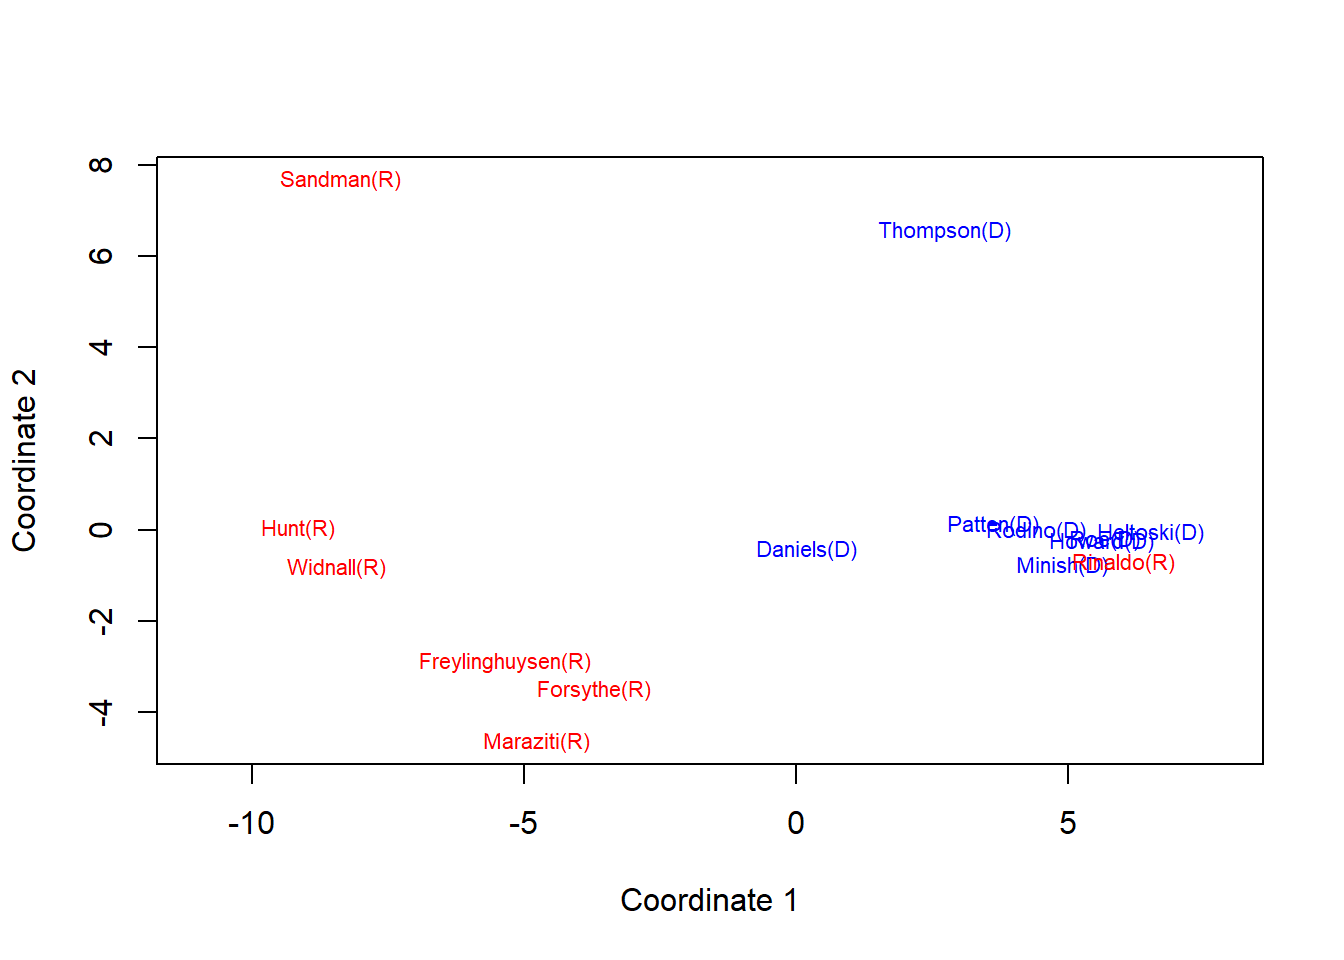 8
Sandman(R)
Thompson(D)
6
4
2
Coordinate 2
0
Hunt(R)
Patten(D)
Rodino(D)
Heltoski(D)
Roe(D)
Howard(D)
Daniels(D)
Widnall(R)
Minish(D)
Rinaldo(R)
-2
Freylinghuysen(R)
Forsythe(R)
-4
Maraziti(R)
-10 -5 0 5
Coordinate 1